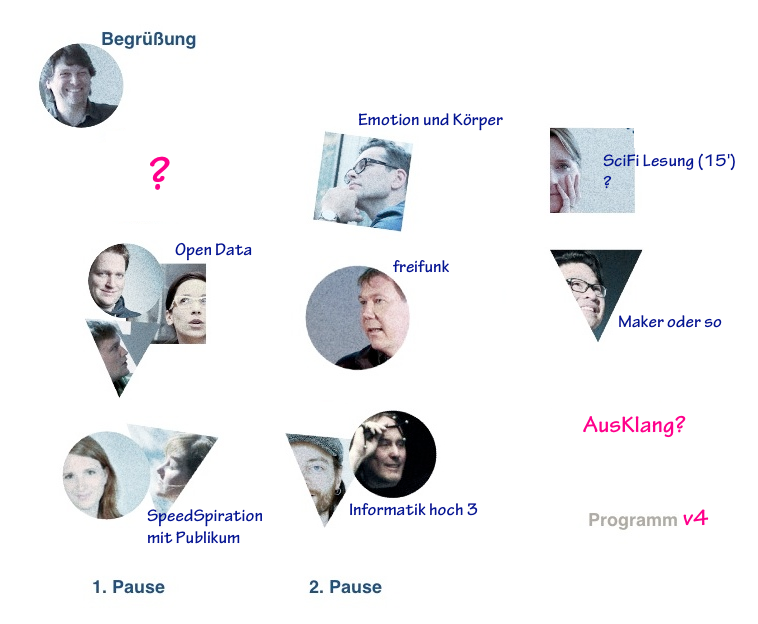 Begrüßung
?
Open Data
SpeedSpiration
mit Publikum
1. Pause
Emotion und Körper
freifunk
Informatik hoch 3
2. Pause
SciFi Lesung (15')
?
Maker oder so
AusKlang?
Programm v4